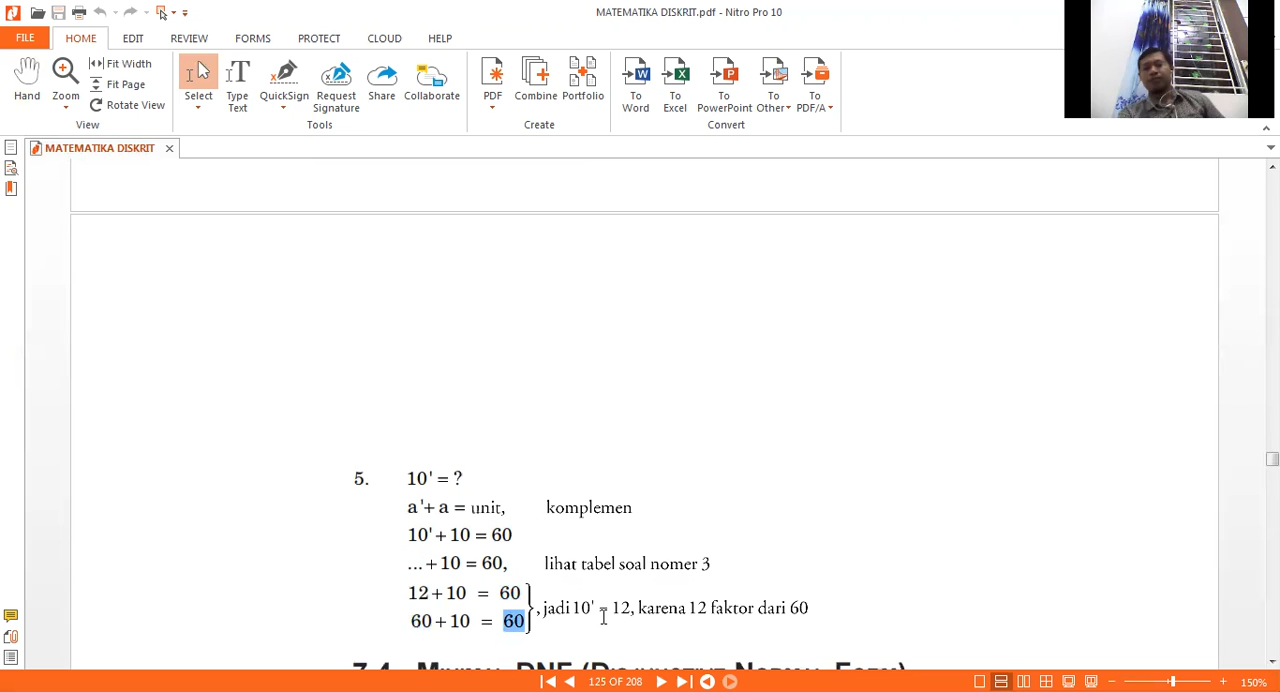 MATEMATIKA DISKRIT.pdf - Nitro Pro 10
FILE HOME EDIT REVIEW FORMS PROTECT CLOUD HELP
Hand
Zoom
Fit Width
Fit Page
Rotate View
View
Select
Type Text
QuickSign
Request Signature
Share
Collaborate
Tools
PDF
Combine
Portfolio
Create
To Word
To Excel
To PowerPoint
To Other
To PDF/A
Convert
MATEMATIKA DISKRIT
5. 10' = ?
a'+ a = unit, komplemen
10' + 10 = 60
... + 10 = 60, lihat tabel soal nomer 3
12 + 10 = 60
60 + 10 = 60
, jadi 10' = 12, karena 12 faktor dari 60
125 OF 208
150%